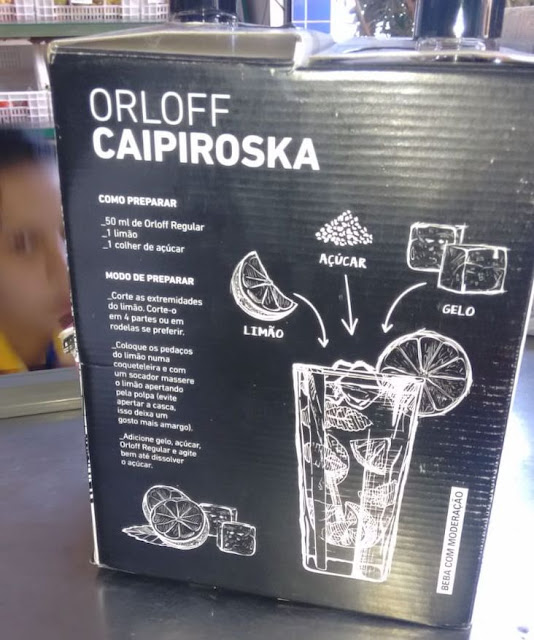 ORLOFF
CAIPIROSKA
COMO PREPARAR
_50 ml de Orloff Regular
_1 limão
_1 colher de açúcar
MODO DE PREPARAR
_Corte as extremidades
do limão. Corte-o
em 4 partes ou em
rodelas se preferir.
_Coloque os pedaços
do limão numa
coqueteleira e com
um socador massere
o limão apertando
pela polpa (evite
apertar a casca,
isso deixa um
gosto mais amargo).
_Adicione gelo, açúcar,
Orloff Regular e agite
bem até dissolver
o açúcar.
AÇÚCAR
LIMÃO
GELO
BEBA COM MODERAÇÃO